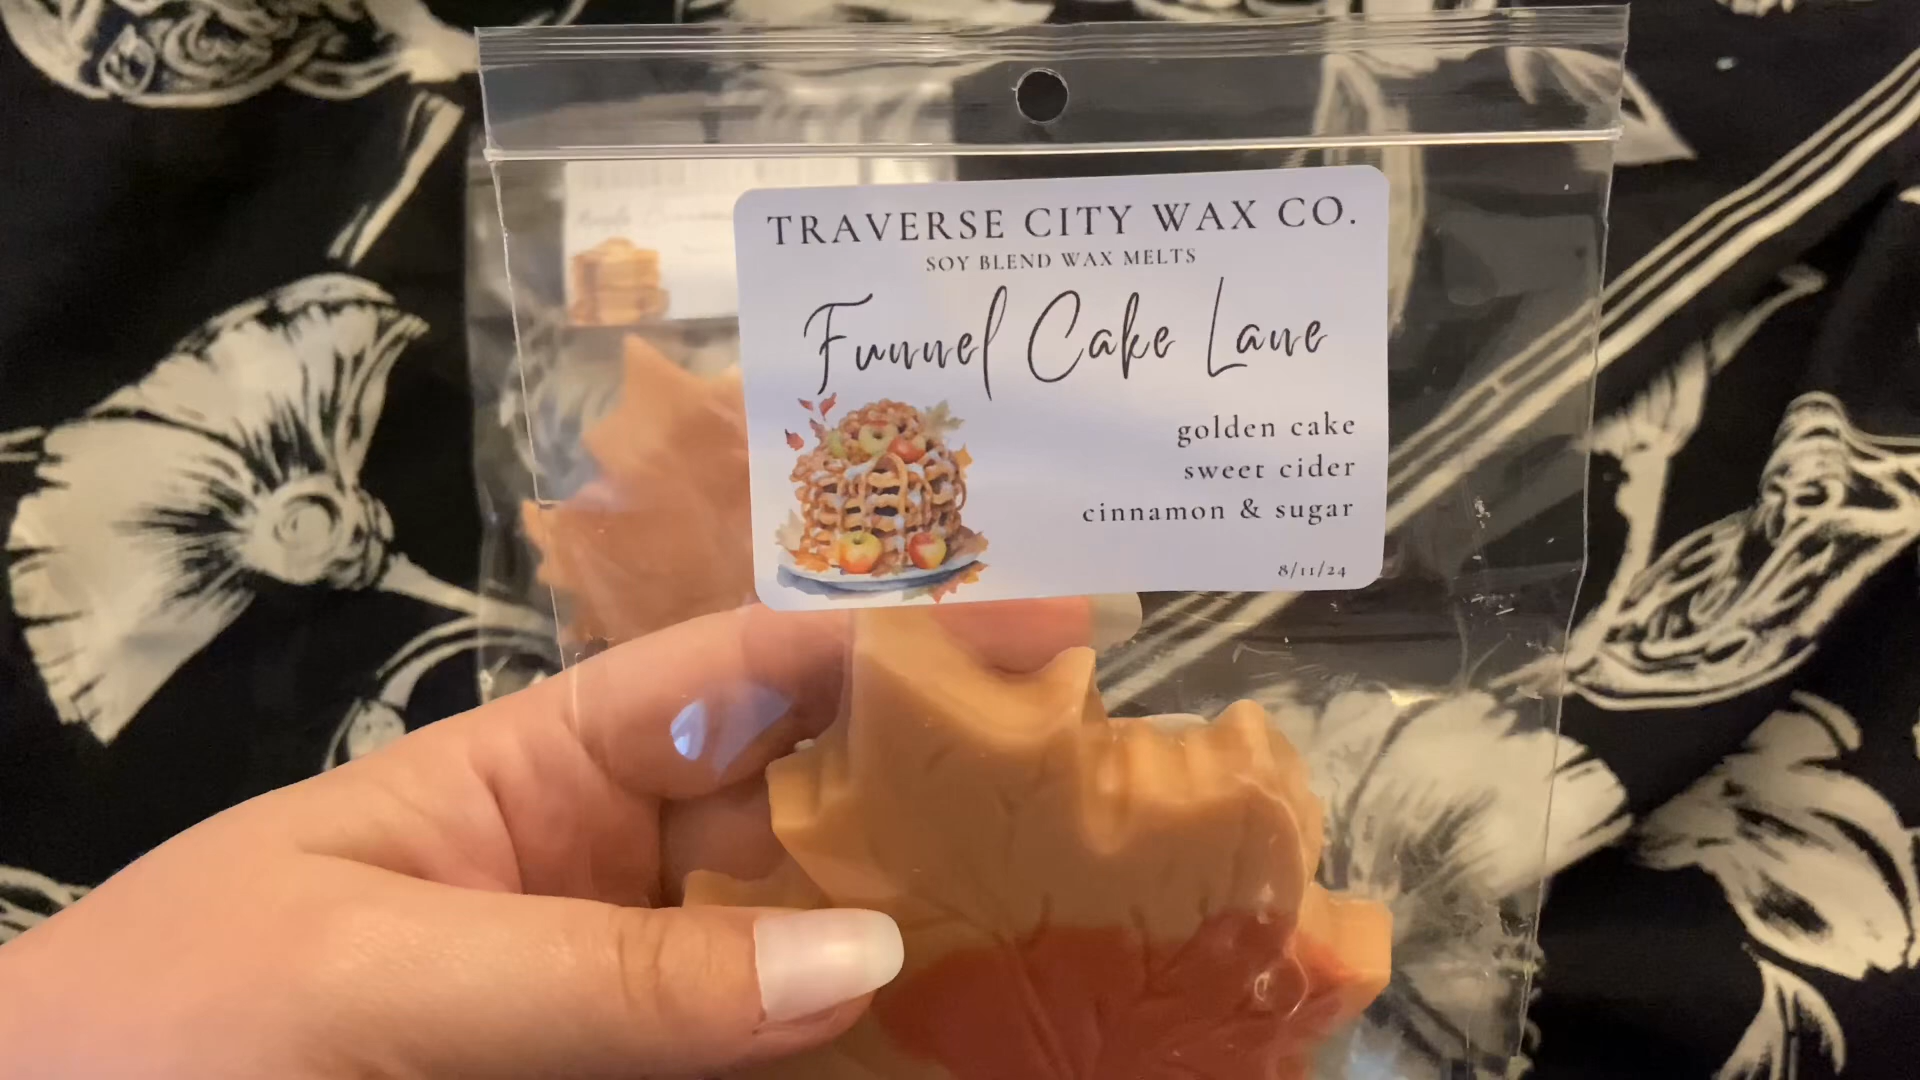 TRAVERSE CITY WAX CO.
SOY BLEND WAX MELTS
Funnel Cake Lane
golden cake
sweet cider
cinnamon & sugar
8/11/24